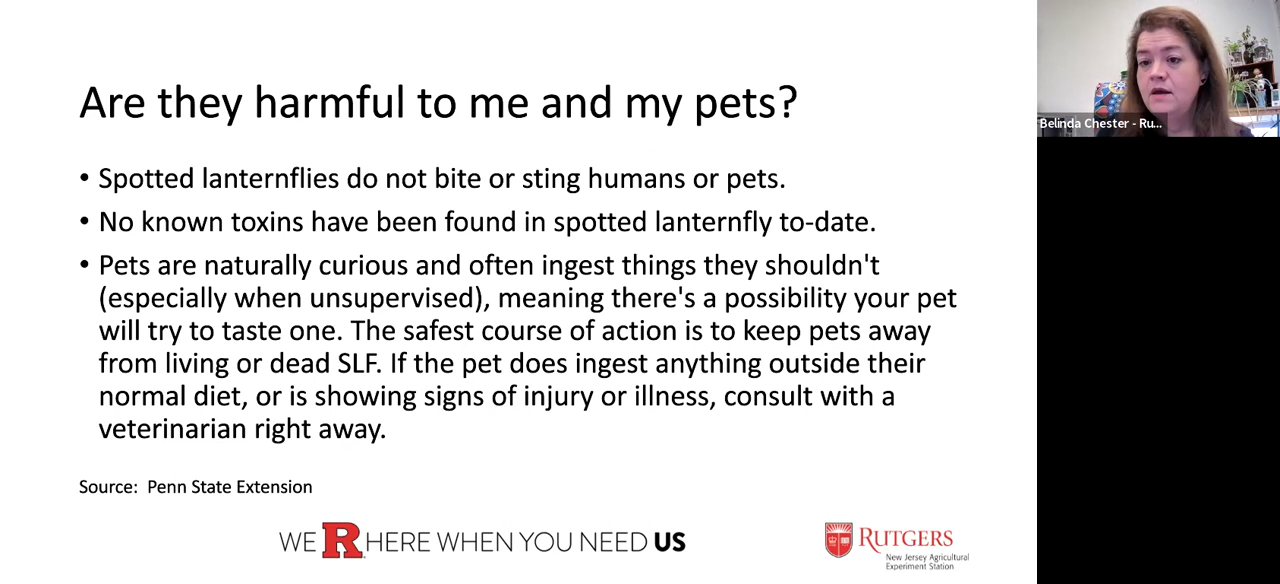 Are they harmful to me and my pets?
• Spotted lanternflies do not bite or sting humans or pets.
• No known toxins have been found in spotted lanternfly to-date.
• Pets are naturally curious and often ingest things they shouldn't
(especially when unsupervised), meaning there's a possibility your pet
will try to taste one. The safest course of action is to keep pets away
from living or dead SLF. If the pet does ingest anything outside their
normal diet, or is showing signs of injury or illness, consult with a
veterinarian right away.
Source: Penn State Extension
WE R HERE WHEN YOU NEED US
RUTGERS
New Jersey Agricultural
Experiment Station
Belinda Chester - Ru...